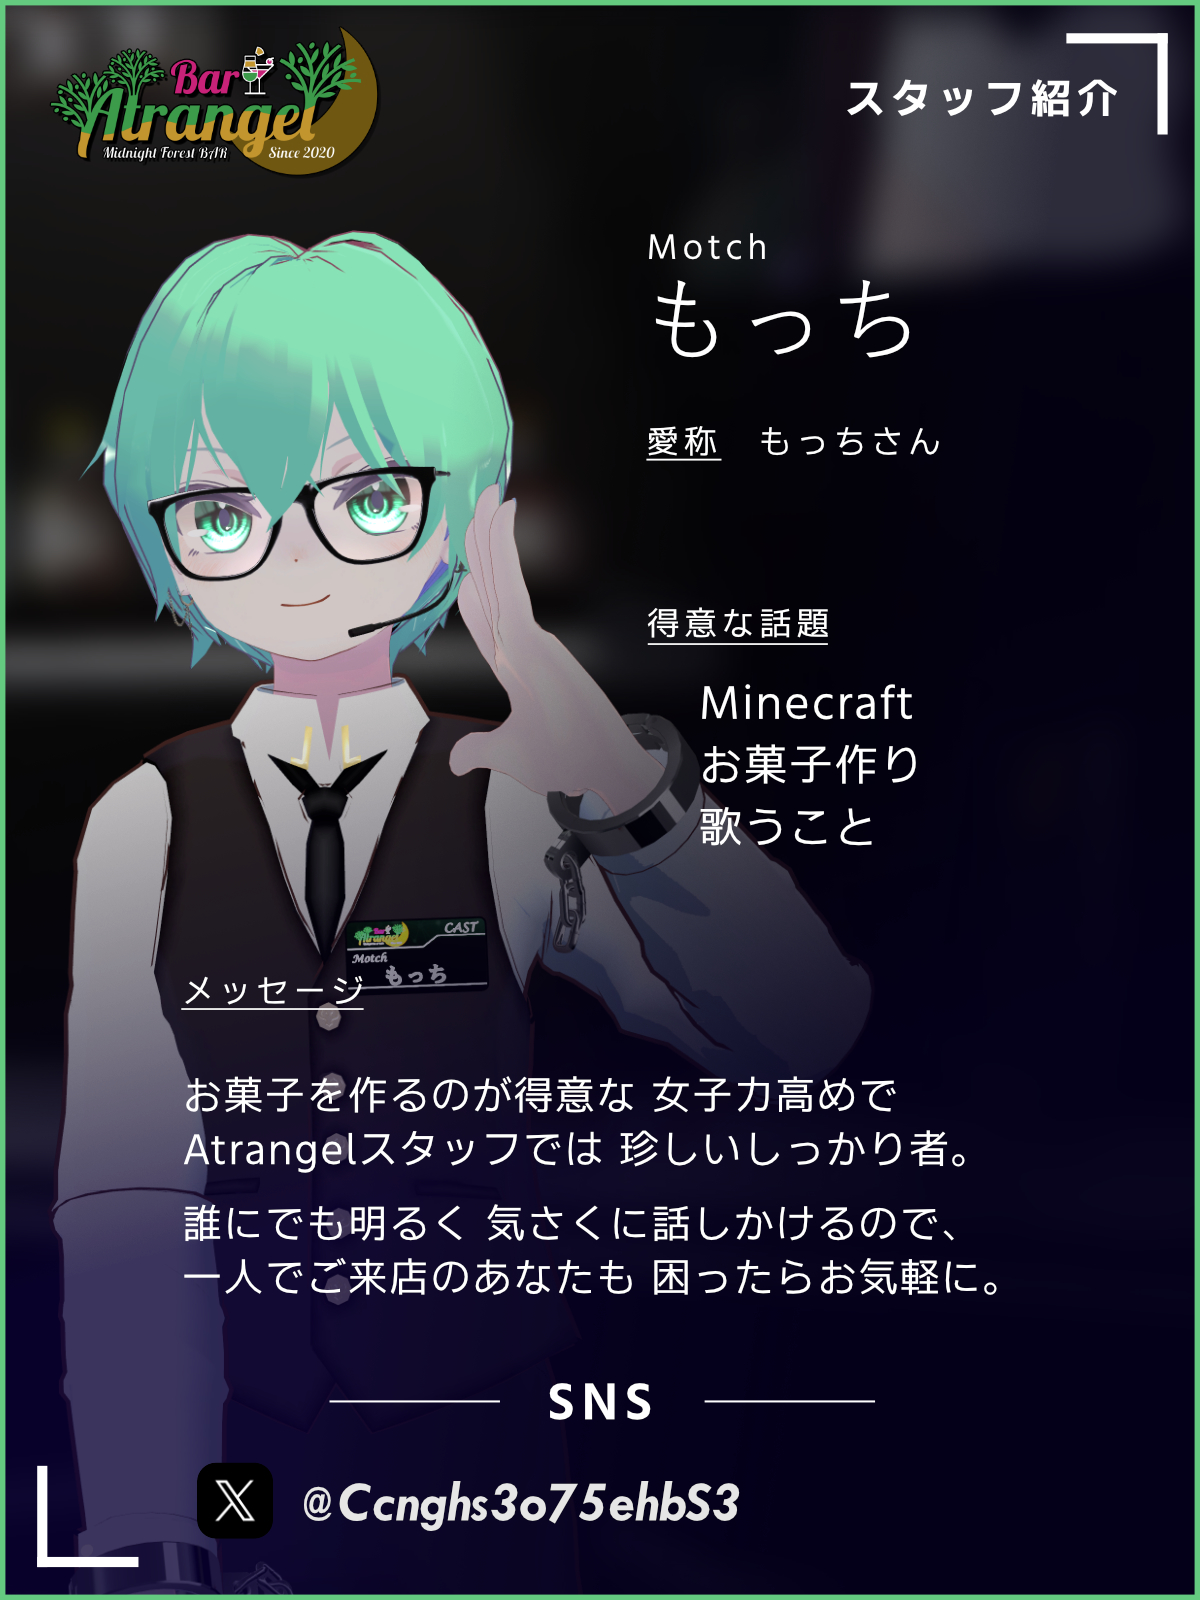 Bar
Atrangel
Midnight Forest BAR Since 2020
スタッフ紹介
Motch
もっち
愛称 もっちさん
得意な話題
Minecraft
お菓子作り
歌うこと
Bar
Atrangel
CAST
Motch
もっち
メッセージ
お菓子を作るのが得意な 女子力高めで
Atrangelスタッフでは 珍しいしっかり者。
誰にでも明るく 気さくに話しかけるので、
一人でご来店のあなたも 困ったらお気軽に。
SNS
X @Ccnghs3o75ehbS3